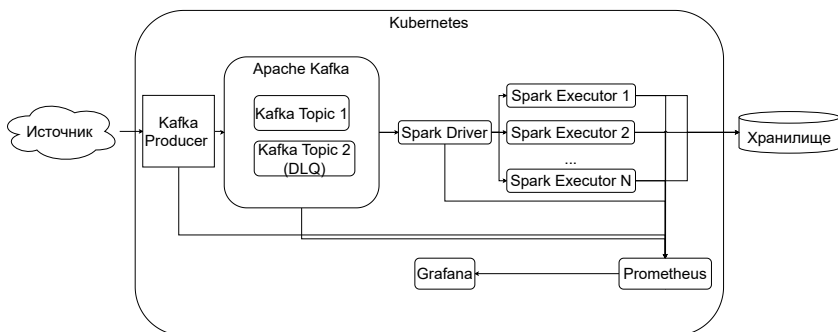 Kubernetes
Apache Kafka
Источник
Kafka
Producer
Kafka Topic 1
Kafka Topic 2
(DLQ)
Spark Driver
Spark Executor 1
Spark Executor 2
...
Spark Executor N
Хранилище
Grafana
Prometheus